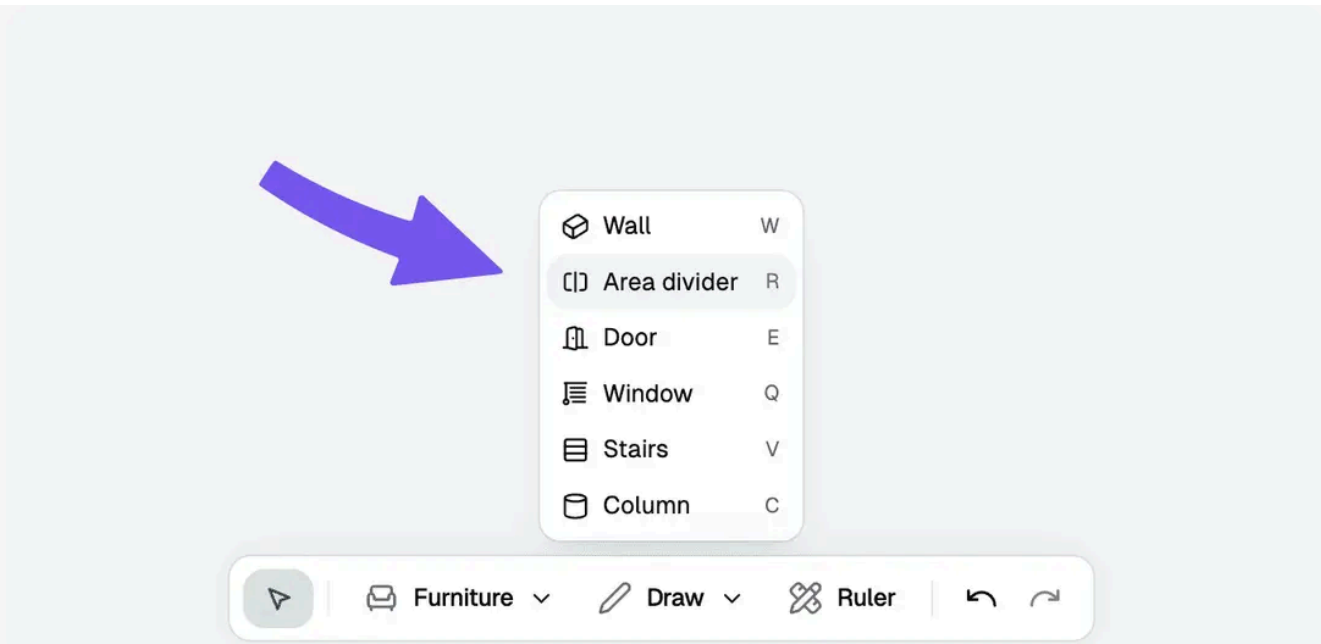 Wall W
Area divider R
Door E
Window Q
Stairs V
Column C
Furniture Draw Ruler